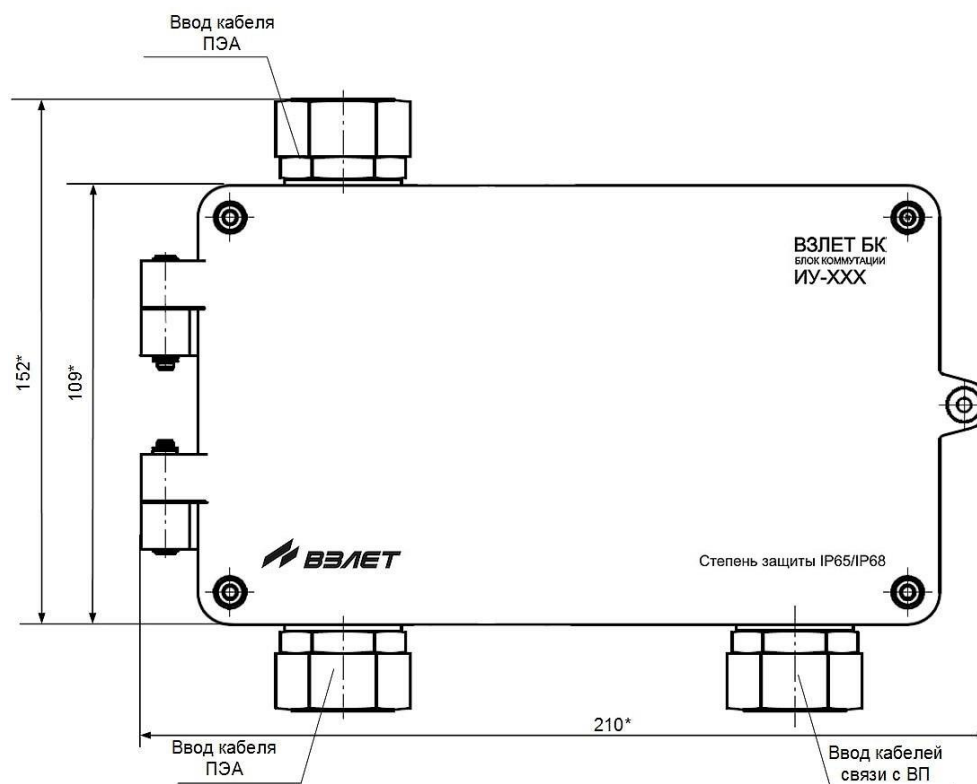 Ввод кабеля
ПЭА
ВЗЛЕТ БК
БЛОК КОММУТАЦИИ
ИУ-ХХХ
152*
109*
ВЗЛЕТ
Степень защиты IP65/IP68
210*
Ввод кабеля
ПЭА
Ввод кабелей
связи с ВП